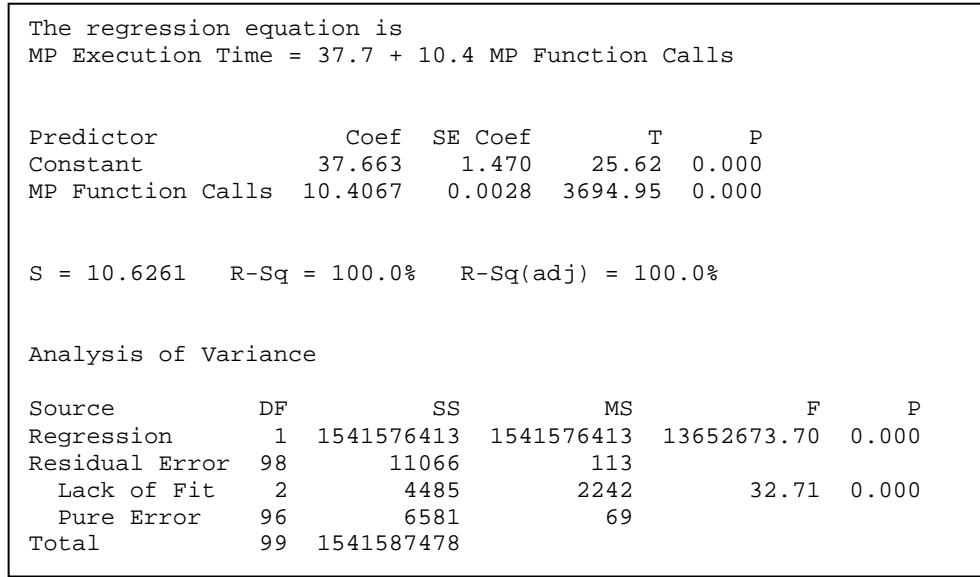 The regression equation is
MP Execution Time = 37.7 + 10.4 MP Function Calls
Predictor Coef SE Coef T P
Constant 37.663 1.470 25.62 0.000
MP Function Calls 10.4067 0.0028 3694.95 0.000
S = 10.6261 R-Sq = 100.0% R-Sq(adj) = 100.0%
Analysis of Variance
Source DF SS MS F P
Regression 1 1541576413 1541576413 13652673.70 0.000
Residual Error 98 11066 113
Lack of Fit 2 4485 2242 32.71 0.000
Pure Error 96 6581 69
Total 99 1541587478